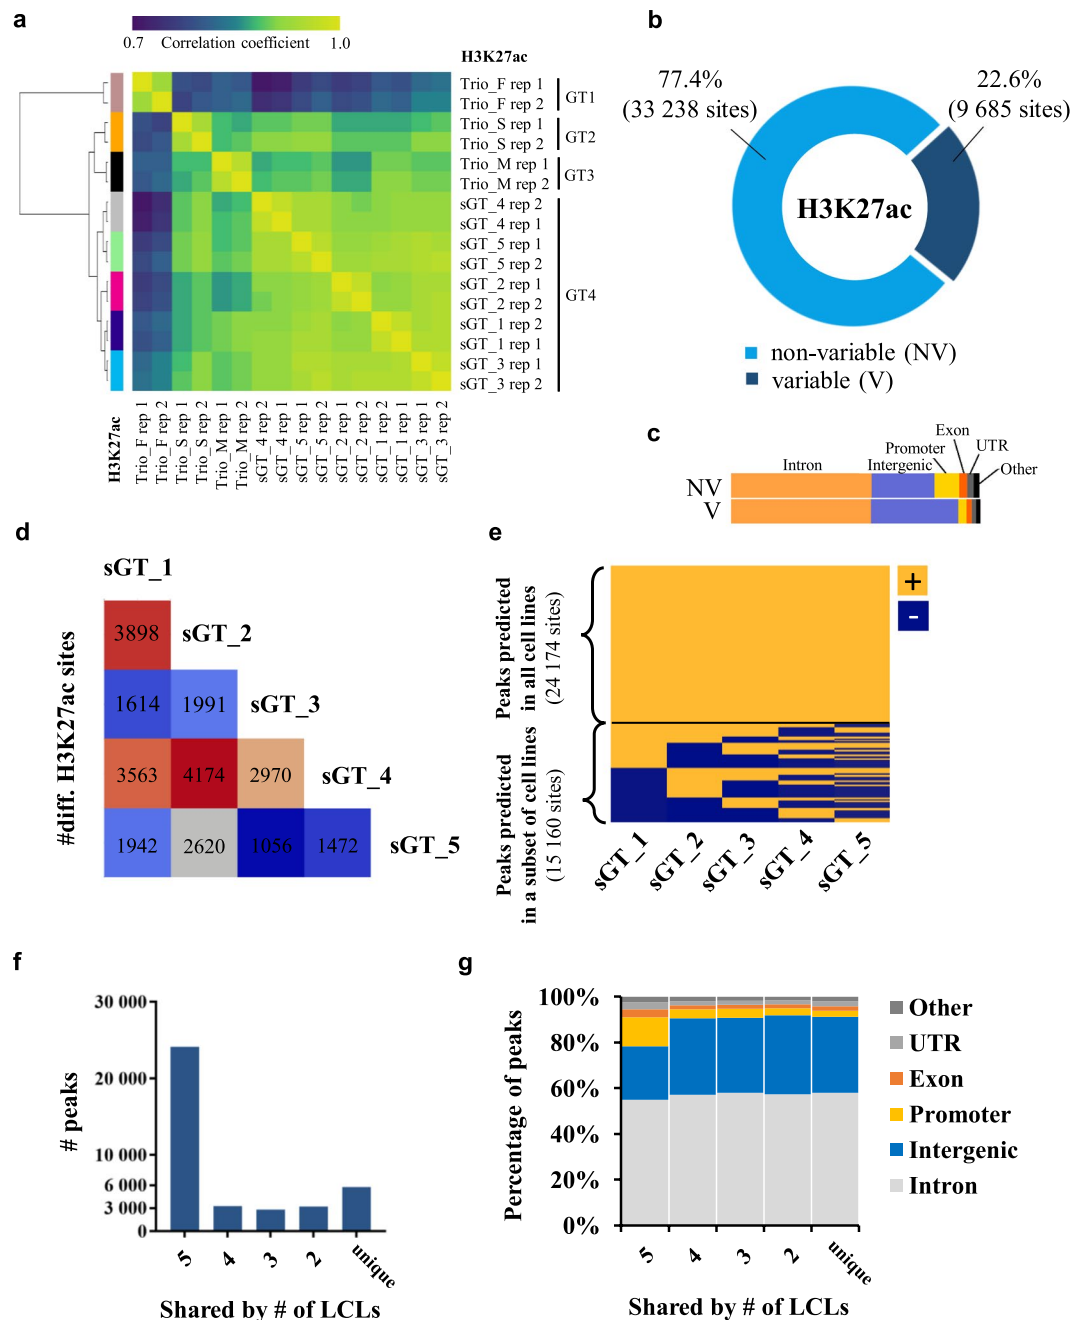 a
0.7 Correlation coefficient 1.0
H3K27ac
Trio_F rep 1
Trio_F rep 2
GT1
Trio_S rep 1
Trio_S rep 2
GT2
Trio_M rep 1
Trio_M rep 2
GT3
sGT_4 rep 2
sGT_4 rep 1
sGT_5 rep 1
sGT_5 rep 2
sGT_2 rep 1
sGT_2 rep 2
sGT_1 rep 2
sGT_1 rep 1
sGT_3 rep 1
sGT_3 rep 2
GT4
H3K27ac
Trio_F rep 1
Trio_F rep 2
Trio_S rep 1
Trio_S rep 2
Trio_M rep 1
Trio_M rep 2
sGT_4 rep 2
sGT_4 rep 1
sGT_5 rep 1
sGT_5 rep 2
sGT_2 rep 1
sGT_2 rep 2
sGT_1 rep 2
sGT_1 rep 1
sGT_3 rep 1
sGT_3 rep 2
b
77.4%
(33 238 sites)
22.6%
(9 685 sites)
H3K27ac
non-variable (NV)
variable (V)
c
Intron
Intergenic
Promoter
Exon
UTR
Other
NV
V
d
#diff. H3K27ac sites
sGT_1
3898 sGT_2
1614 1991 sGT_3
3563 4174 2970 sGT_4
1942 2620 1056 1472 sGT_5
e
Peaks predicted
in all cell lines
(24 174 sites)
Peaks predicted
in a subset of cell lines
(15 160 sites)
+
-
sGT_1
sGT_2
sGT_3
sGT_4
sGT_5
f
# peaks
30 000
20 000
10 000
6 000
3 000
0
5
4
3
2
unique
Shared by # of LCLs
g
Percentage of peaks
100%
80%
60%
40%
20%
0%
5
4
3
2
unique
Shared by # of LCLs
Other
UTR
Exon
Promoter
Intergenic
Intron